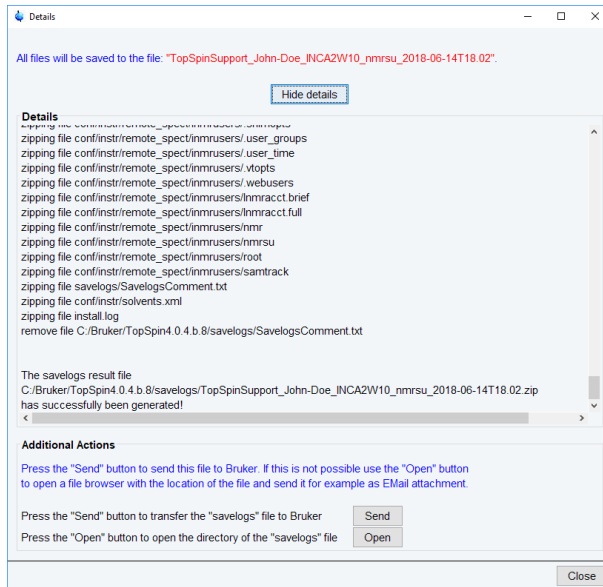 Details
All files will be saved to the file: "TopSpinSupport_John-Doe_INCA2W10_nmrsu_2018-06-14T18.02".
Hide details
Details
zipping file conf/instr/remote_spect/inmrusers/.shimopts
zipping file conf/instr/remote_spect/inmrusers/.user_groups
zipping file conf/instr/remote_spect/inmrusers/.user_time
zipping file conf/instr/remote_spect/inmrusers/.vtopts
zipping file conf/instr/remote_spect/inmrusers/.webusers
zipping file conf/instr/remote_spect/inmrusers/Inmracct.brief
zipping file conf/instr/remote_spect/inmrusers/Inmracct.full
zipping file conf/instr/remote_spect/inmrusers/nmr
zipping file conf/instr/remote_spect/inmrusers/nmrsu
zipping file conf/instr/remote_spect/inmrusers/root
zipping file conf/instr/remote_spect/inmrusers/samtrack
zipping file savelogs/SavelogsComment.txt
zipping file conf/instr/solvents.xml
zipping file install.log
remove file C:/Bruker/TopSpin4.0.4.b.8/savelogs/SavelogsComment.txt
The savelogs result file
C:/Bruker/TopSpin4.0.4.b.8/savelogs/TopSpinSupport_John-Doe_INCA2W10_nmrsu_2018-06-14T18.02.zip
has successfully been generated!
Additional Actions
Press the "Send" button to send this file to Bruker. If this is not possible use the "Open" button
to open a file browser with the location of the file and send it for example as EMail attachment.
Press the "Send" button to transfer the "savelogs" file to Bruker Send
Press the "Open" button to open the directory of the "savelogs" file Open
Close